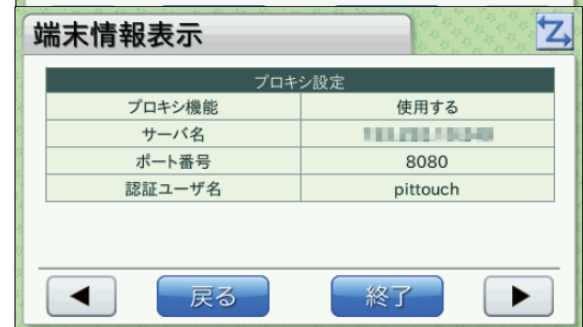 端末情報表示
プロキシ設定
プロキシ機能 使用する
サーバ名
ポート番号 8080
認証ユーザ名 pittouch
戻る 終了